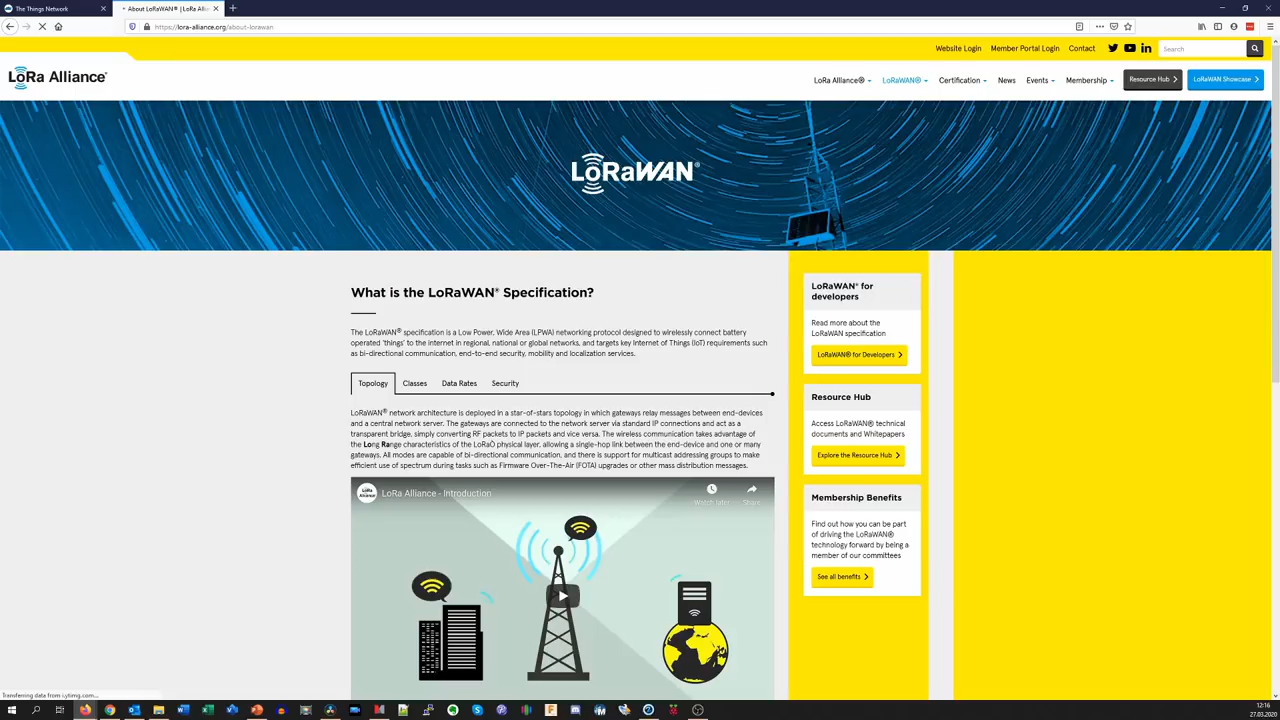 The Things Network
About LoRaWAN® | LoRa Alli
https://lora-alliance.org/about-lorawan
Website Login
Member Portal Login
Contact
Search
LoRa Alliance®
LoRa Alliance®
LoRaWAN®
Certification
News
Events
Membership
Resource Hub
LoRaWAN Showcase
LoRaWAN®
What is the LoRaWAN® Specification?
The LoRaWAN® specification is a Low Power, Wide Area (LPWA) networking protocol designed to wirelessly connect battery
operated 'things' to the internet in regional, national or global networks, and targets key Internet of Things (IoT) requirements such
as bi-directional communication, end-to-end security, mobility and localization services.
Topology
Classes
Data Rates
Security
LoRaWAN® network architecture is deployed in a star-of-stars topology in which gateways relay messages between end-devices
and a central network server. The gateways are connected to the network server via standard IP connections and act as a
transparent bridge, simply converting RF packets to IP packets and vice versa. The wireless communication takes advantage of
the Long Range characteristics of the LoRaÒ physical layer, allowing a single-hop link between the end-device and one or many
gateways. All modes are capable of bi-directional communication, and there is support for multicast addressing groups to make
efficient use of spectrum during tasks such as Firmware Over-The-Air (FOTA) upgrades or other mass distribution messages.
LoRa Alliance
LoRa Alliance - Introduction
Watch later
Share
LoRaWAN® for
developers
Read more about the
LoRaWAN specification
LoRaWAN® for Developers
Resource Hub
Access LoRaWAN® technical
documents and Whitepapers
Explore the Resource Hub
Membership Benefits
Find out how you can be part
of driving the LoRaWAN®
technology forward by being a
member of our committees
See all benefits
Transferring data from i.ytimg.com...
12:16
27.03.2020